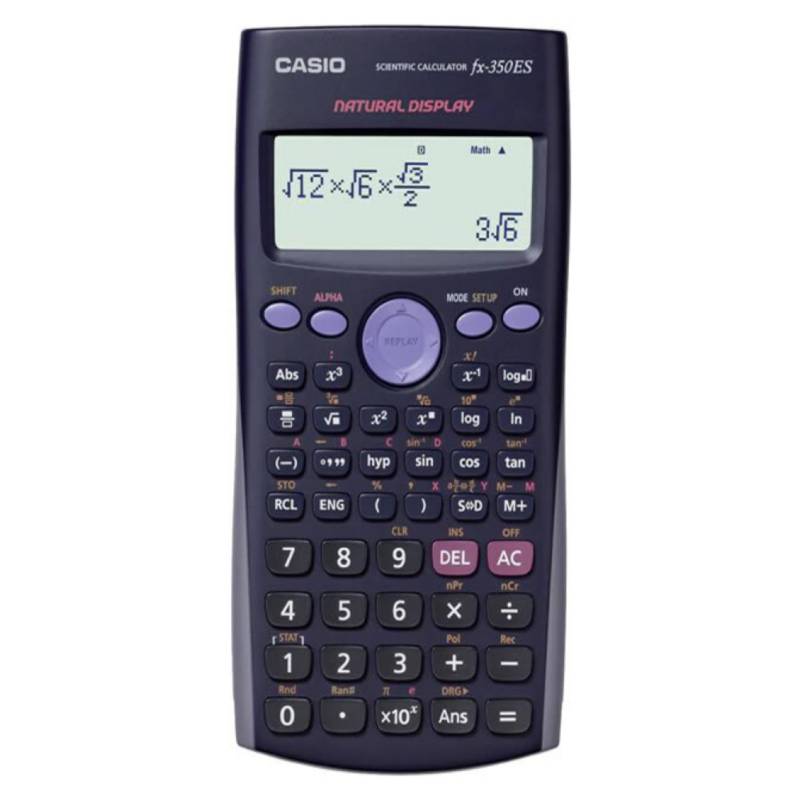 CASIO SCIENTIFIC CALCULATOR fx-350ES
NATURAL DISPLAY
D Math ▲
√12×√6×√3/2
3√6
SHIFT ALPHA MODE SETUP ON
REPLAY
: x!
Abs x³ x⁻¹ log■□
³√■ ■√□ 10■ e■
√■ x² x■ log ln
A ← B C sin⁻¹ D cos⁻¹ tan⁻¹
(−) °,,, hyp sin cos tan
STO ← % , X Y M− M
RCL ENG ( ) S⇔D M+
CLR INS OFF
7 8 9 DEL AC
nPr nCr
4 5 6 × ÷
STAT Pol Rec
1 2 3 + −
Rnd Ran# π e DRG▶
0 · ×10ˣ Ans =